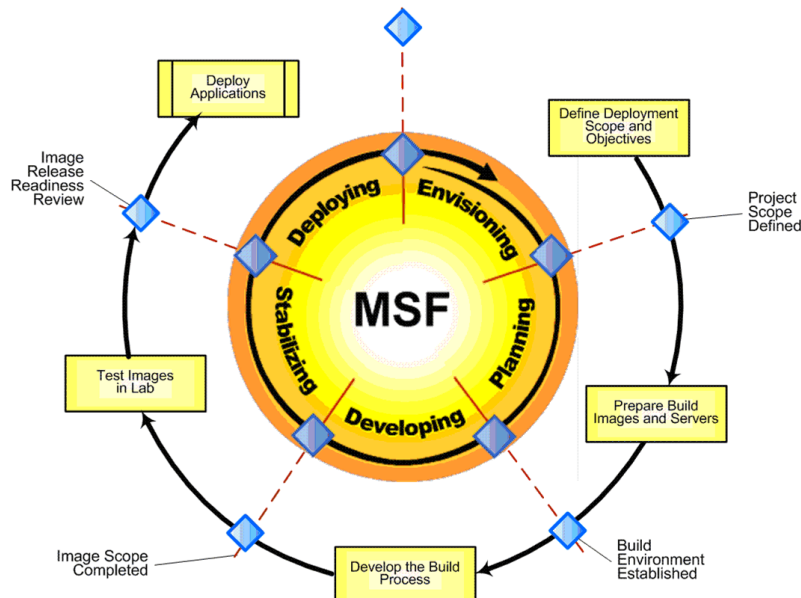 Deploy
Applications
Define Deployment
Scope and
Objectives
Image
Release
Readiness
Review
Project
Scope
Defined
Deploying
Envisioning
MSF
Stabilizing
Planning
Developing
Test Images
in Lab
Prepare Build
Images and Servers
Image Scope
Completed
Develop the Build
Process
Build
Environment
Established